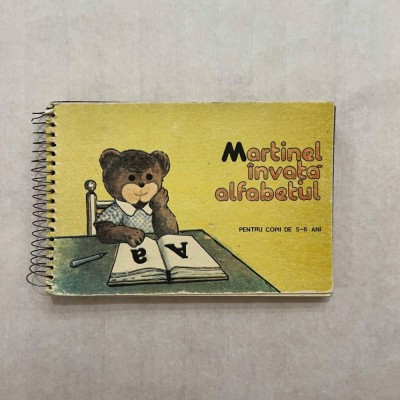 Martinel
învață
alfabetul
PENTRU COPII DE 5-6 ANI
A a